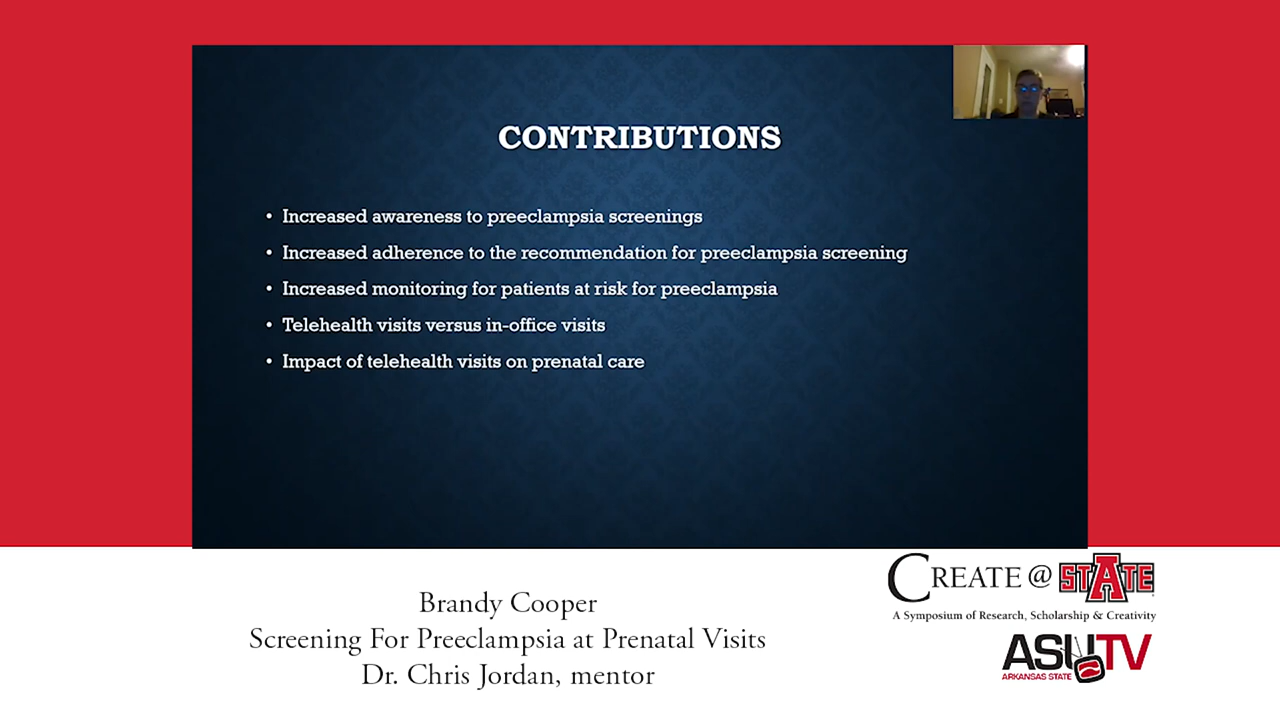 CONTRIBUTIONS
• Increased awareness to preeclampsia screenings
• Increased adherence to the recommendation for preeclampsia screening
• Increased monitoring for patients at risk for preeclampsia
• Telehealth visits versus in-office visits
• Impact of telehealth visits on prenatal care
Brandy Cooper
Screening For Preeclampsia at Prenatal Visits
Dr. Chris Jordan, mentor
CREATE @ STATE
A Symposium of Research, Scholarship & Creativity
ASU TV
ARKANSAS STATE